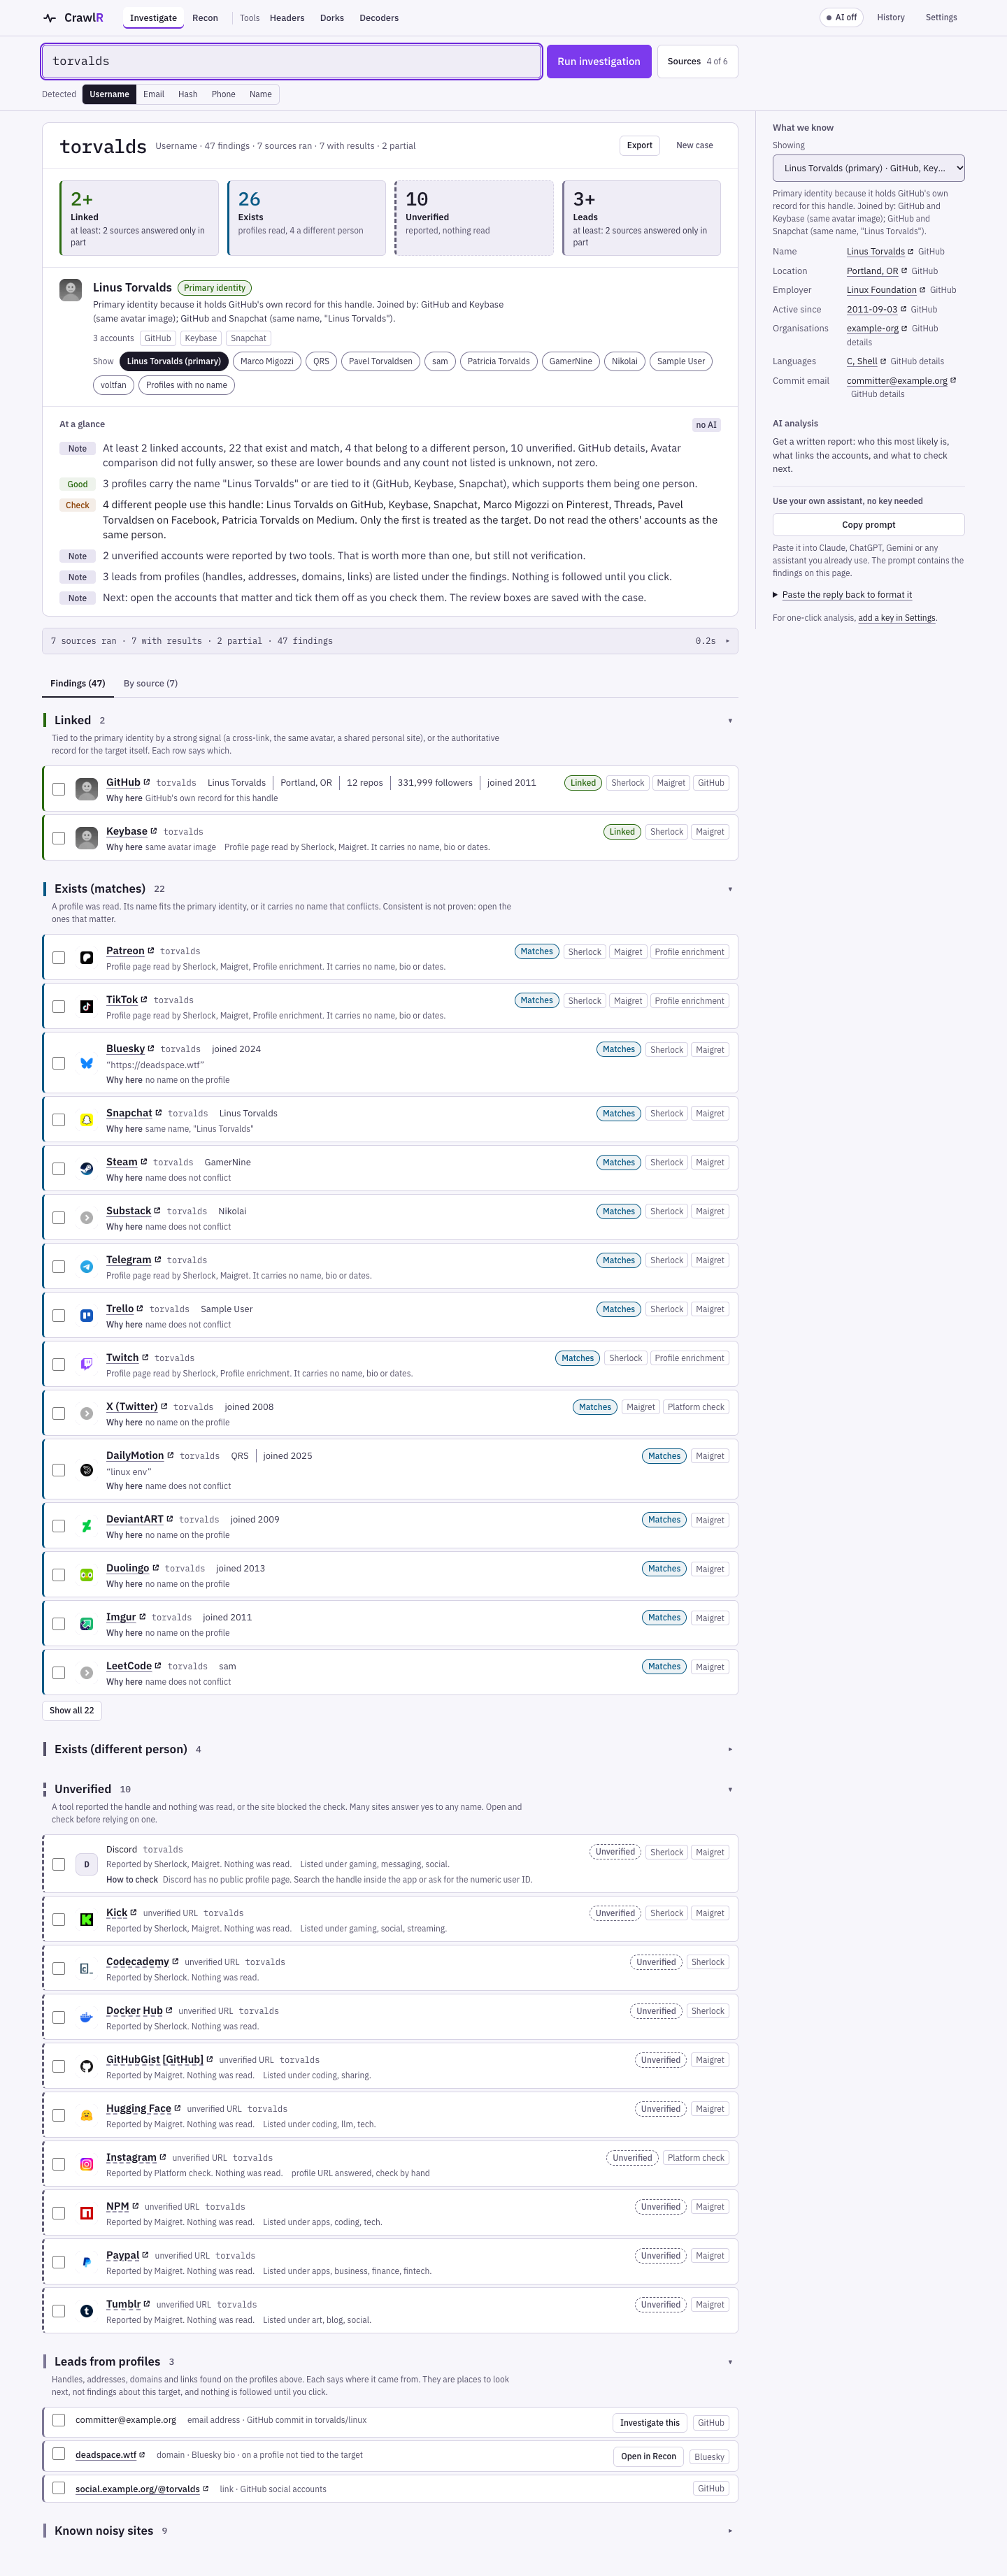 CrawlR Investigate Recon Tools Headers Dorks Decoders AI off History Settings
torvalds Run investigation Sources 4 of 6
Detected Username Email Hash Phone Name
torvalds Username · 47 findings · 7 sources ran · 7 with results · 2 partial Export New case
2+
Linked
at least: 2 sources answered only in
part
26
Exists
profiles read, 4 a different person
10
Unverified
reported, nothing read
3+
Leads
at least: 2 sources answered only in
part
Linus Torvalds Primary identity
Primary identity because it holds GitHub's own record for this handle. Joined by: GitHub and Keybase
(same avatar image); GitHub and Snapchat (same name, "Linus Torvalds").
3 accounts GitHub Keybase Snapchat
Show Linus Torvalds (primary) Marco Migozzi QRS Pavel Torvaldsen sam Patricia Torvalds GamerNine Nikolai Sample User
voltfan Profiles with no name
At a glance no AI
Note At least 2 linked accounts, 22 that exist and match, 4 that belong to a different person, 10 unverified. GitHub details, Avatar
comparison did not fully answer, so these are lower bounds and any count not listed is unknown, not zero.
Good 3 profiles carry the name "Linus Torvalds" or are tied to it (GitHub, Keybase, Snapchat), which supports them being one person.
Check 4 different people use this handle: Linus Torvalds on GitHub, Keybase, Snapchat, Marco Migozzi on Pinterest, Threads, Pavel
Torvaldsen on Facebook, Patricia Torvalds on Medium. Only the first is treated as the target. Do not read the others' accounts as the
same person.
Note 2 unverified accounts were reported by two tools. That is worth more than one, but still not verification.
Note 3 leads from profiles (handles, addresses, domains, links) are listed under the findings. Nothing is followed until you click.
Note Next: open the accounts that matter and tick them off as you check them. The review boxes are saved with the case.
7 sources ran · 7 with results · 2 partial · 47 findings 0.2s
What we know
Showing
Linus Torvalds (primary) · GitHub, Key...
Primary identity because it holds GitHub's own
record for this handle. Joined by: GitHub and
Keybase (same avatar image); GitHub and
Snapchat (same name, "Linus Torvalds").
Name Linus Torvalds GitHub
Location Portland, OR GitHub
Employer Linux Foundation GitHub
Active since 2011-09-03 GitHub
Organisations example-org GitHub
details
Languages C, Shell GitHub details
Commit email committer@example.org
GitHub details
AI analysis
Get a written report: who this most likely is,
what links the accounts, and what to check
next.
Use your own assistant, no key needed
Copy prompt
Paste it into Claude, ChatGPT, Gemini or any
assistant you already use. The prompt contains the
findings on this page.
Paste the reply back to format it
For one-click analysis, add a key in Settings.
Findings (47) By source (7)
Linked 2
Tied to the primary identity by a strong signal (a cross-link, the same avatar, a shared personal site), or the authoritative
record for the target itself. Each row says which.
GitHub torvalds Linus Torvalds Portland, OR 12 repos 331,999 followers joined 2011 Linked Sherlock Maigret GitHub
Why here GitHub's own record for this handle
Keybase torvalds Linked Sherlock Maigret
Why here same avatar image Profile page read by Sherlock, Maigret. It carries no name, bio or dates.
Exists (matches) 22
A profile was read. Its name fits the primary identity, or it carries no name that conflicts. Consistent is not proven: open the
ones that matter.
Patreon torvalds Matches Sherlock Maigret Profile enrichment
Profile page read by Sherlock, Maigret, Profile enrichment. It carries no name, bio or dates.
TikTok torvalds Matches Sherlock Maigret Profile enrichment
Profile page read by Sherlock, Maigret, Profile enrichment. It carries no name, bio or dates.
Bluesky torvalds joined 2024 Matches Sherlock Maigret
“https://deadspace.wtf”
Why here no name on the profile
Snapchat torvalds Linus Torvalds Matches Sherlock Maigret
Why here same name, "Linus Torvalds"
Steam torvalds GamerNine Matches Sherlock Maigret
Why here name does not conflict
Substack torvalds Nikolai Matches Sherlock Maigret
Why here name does not conflict
Telegram torvalds Matches Sherlock Maigret
Profile page read by Sherlock, Maigret. It carries no name, bio or dates.
Trello torvalds Sample User Matches Sherlock Maigret
Why here name does not conflict
Twitch torvalds Matches Sherlock Profile enrichment
Profile page read by Sherlock, Profile enrichment. It carries no name, bio or dates.
X (Twitter) torvalds joined 2008 Matches Maigret Platform check
Why here no name on the profile
DailyMotion torvalds QRS joined 2025 Matches Maigret
“linux env”
Why here name does not conflict
DeviantART torvalds joined 2009 Matches Maigret
Why here no name on the profile
Duolingo torvalds joined 2013 Matches Maigret
Why here no name on the profile
Imgur torvalds joined 2011 Matches Maigret
Why here no name on the profile
LeetCode torvalds sam Matches Maigret
Why here name does not conflict
Show all 22
Exists (different person) 4
Unverified 10
A tool reported the handle and nothing was read, or the site blocked the check. Many sites answer yes to any name. Open and
check before relying on one.
D Discord torvalds Unverified Sherlock Maigret
Reported by Sherlock, Maigret. Nothing was read. Listed under gaming, messaging, social.
How to check Discord has no public profile page. Search the handle inside the app or ask for the numeric user ID.
Kick unverified URL torvalds Unverified Sherlock Maigret
Reported by Sherlock, Maigret. Nothing was read. Listed under gaming, social, streaming.
Codecademy unverified URL torvalds Unverified Sherlock
Reported by Sherlock. Nothing was read.
Docker Hub unverified URL torvalds Unverified Sherlock
Reported by Sherlock. Nothing was read.
GitHubGist [GitHub] unverified URL torvalds Unverified Maigret
Reported by Maigret. Nothing was read. Listed under coding, sharing.
Hugging Face unverified URL torvalds Unverified Maigret
Reported by Maigret. Nothing was read. Listed under coding, llm, tech.
Instagram unverified URL torvalds Unverified Platform check
Reported by Platform check. Nothing was read. profile URL answered, check by hand
NPM unverified URL torvalds Unverified Maigret
Reported by Maigret. Nothing was read. Listed under apps, coding, tech.
Paypal unverified URL torvalds Unverified Maigret
Reported by Maigret. Nothing was read. Listed under apps, business, finance, fintech.
Tumblr unverified URL torvalds Unverified Maigret
Reported by Maigret. Nothing was read. Listed under art, blog, social.
Leads from profiles 3
Handles, addresses, domains and links found on the profiles above. Each says where it came from. They are places to look
next, not findings about this target, and nothing is followed until you click.
committer@example.org email address · GitHub commit in torvalds/linux Investigate this GitHub
deadspace.wtf domain · Bluesky bio · on a profile not tied to the target Open in Recon Bluesky
social.example.org/@torvalds link · GitHub social accounts GitHub
Known noisy sites 9